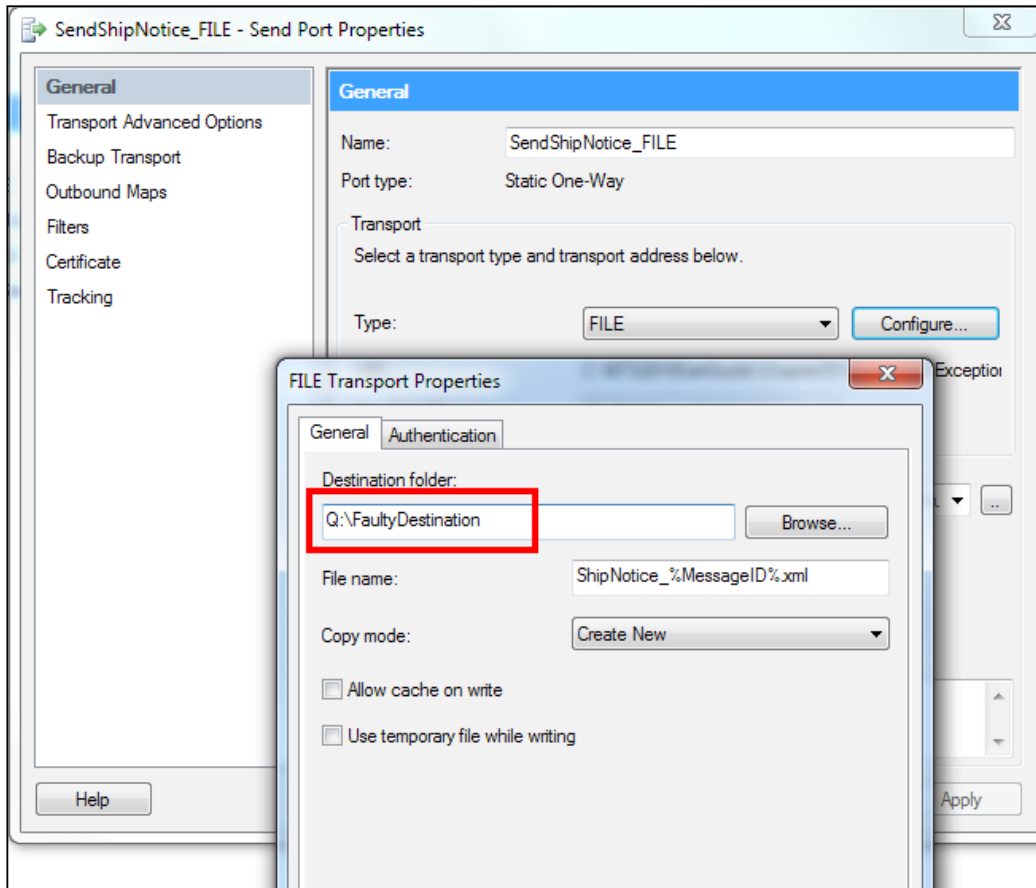 SendShipNotice_FILE - Send Port Properties
General
Transport Advanced Options
Backup Transport
Outbound Maps
Filters
Certificate
Tracking
Help
General
Name: SendShipNotice_FILE
Port type: Static One-Way
Transport
Select a transport type and transport address below.
Type: FILE Configure...
Exception
..
Apply
FILE Transport Properties
General Authentication
Destination folder:
Q:\FaultyDestination Browse...
File name: ShipNotice_%MessageID%.xml
Copy mode: Create New
Allow cache on write
Use temporary file while writing